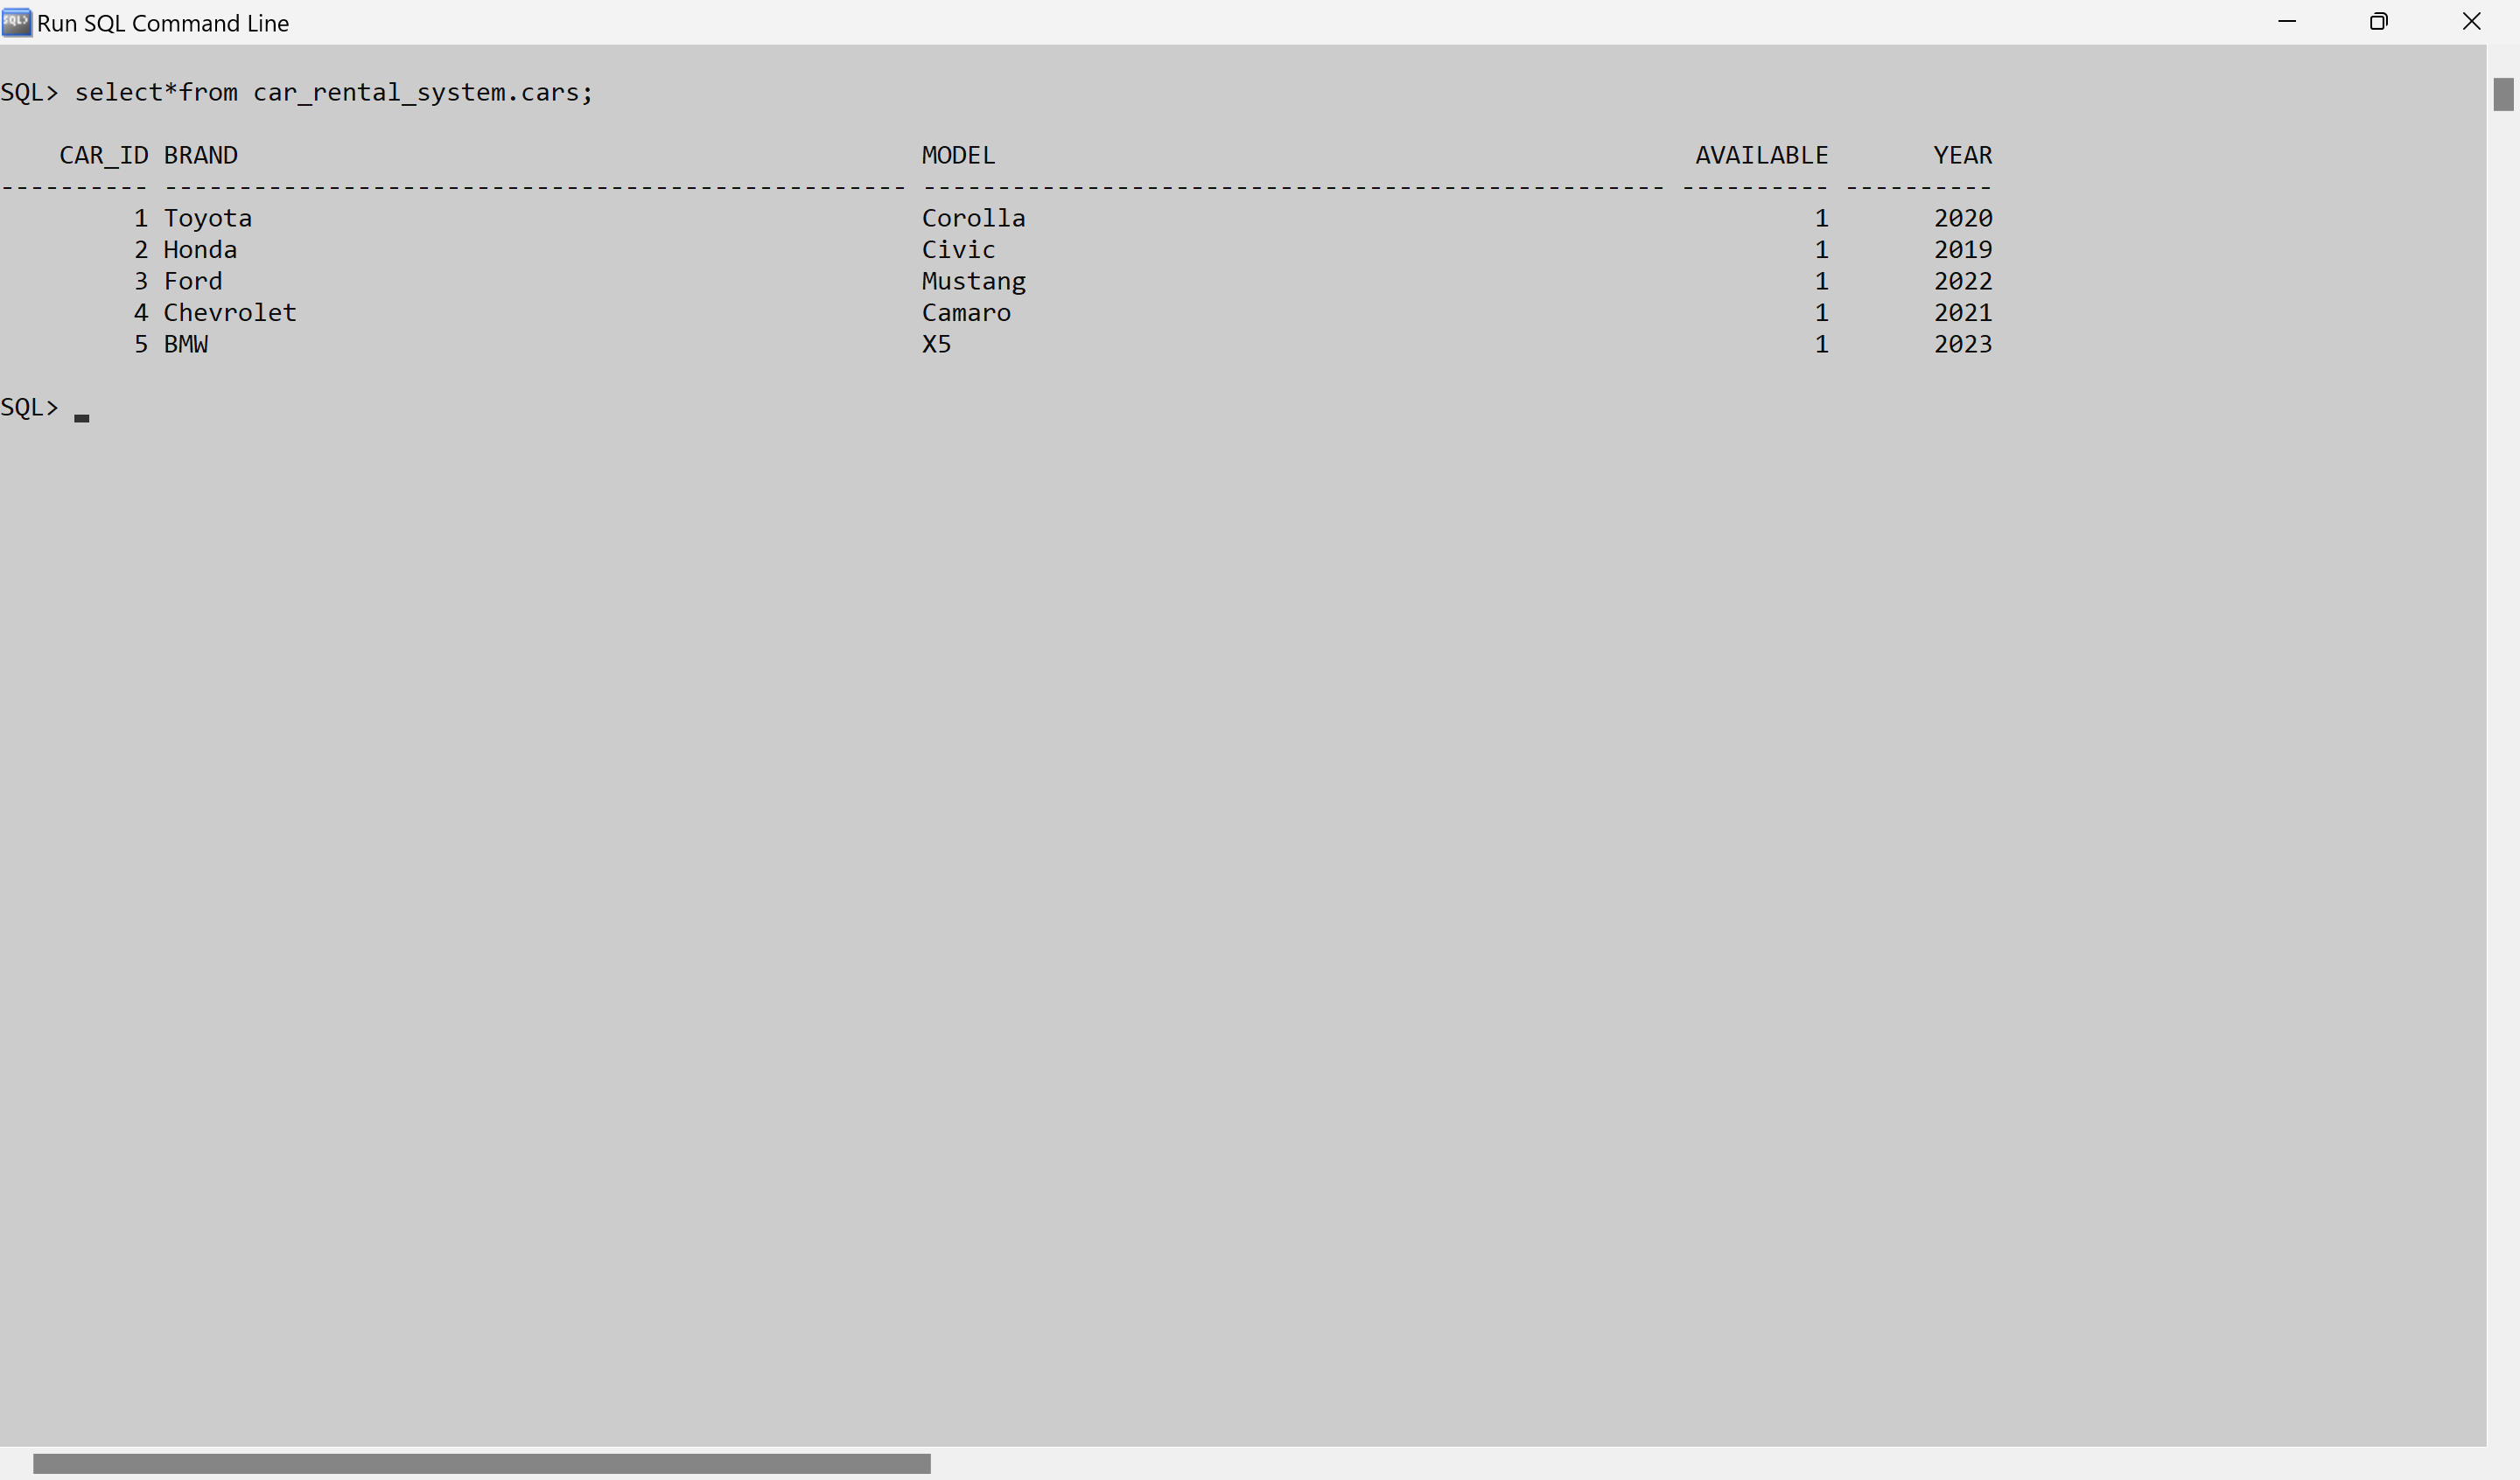 Run SQL Command Line
SQL> select*from car_rental_system.cars;
CAR_ID BRAND MODEL AVAILABLE YEAR
---------- -------------------------------------------------- -------------------------------------------------- ---------- ----------
1 Toyota Corolla 1 2020
2 Honda Civic 1 2019
3 Ford Mustang 1 2022
4 Chevrolet Camaro 1 2021
5 BMW X5 1 2023
SQL>